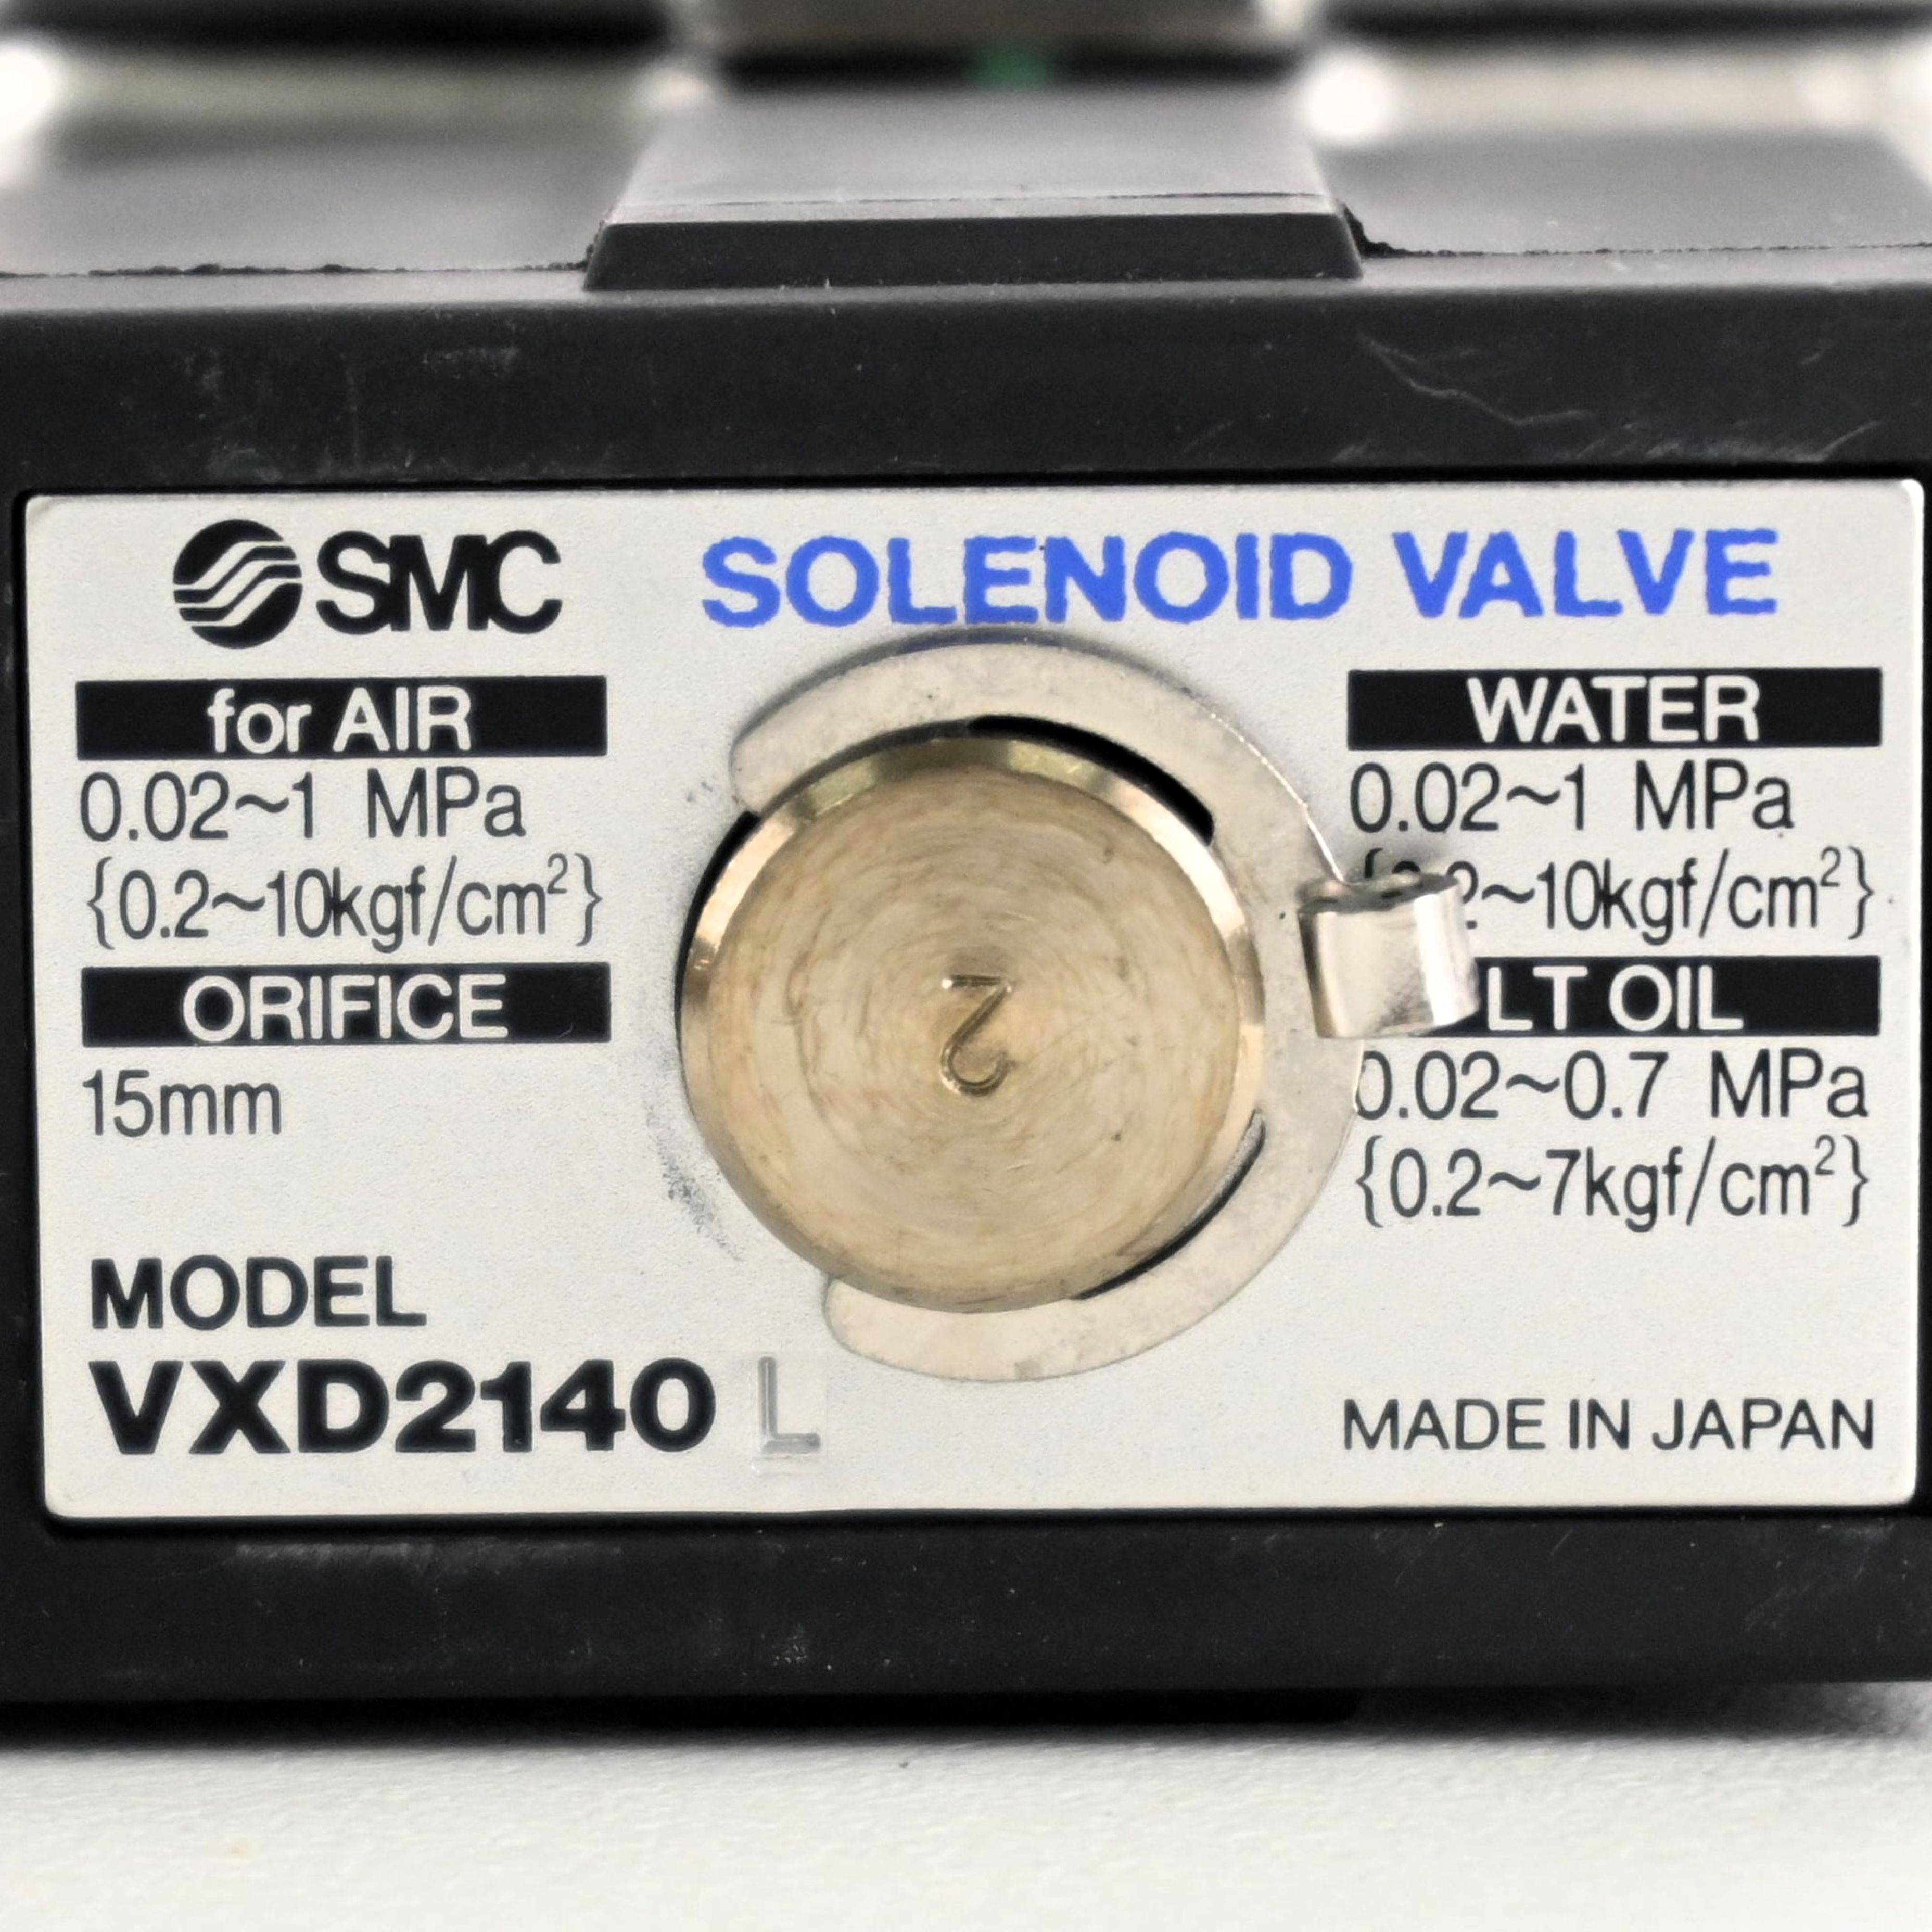 SMC SOLENOID VALVE
for AIR
0.02~1 MPa
{0.2~10kgf/cm²}
ORIFICE
15mm
MODEL
VXD2140 L
WATER
0.02~1 MPa
2~10kgf/cm²}
LT OIL
0.02~0.7 MPa
{0.2~7kgf/cm²}
MADE IN JAPAN
2